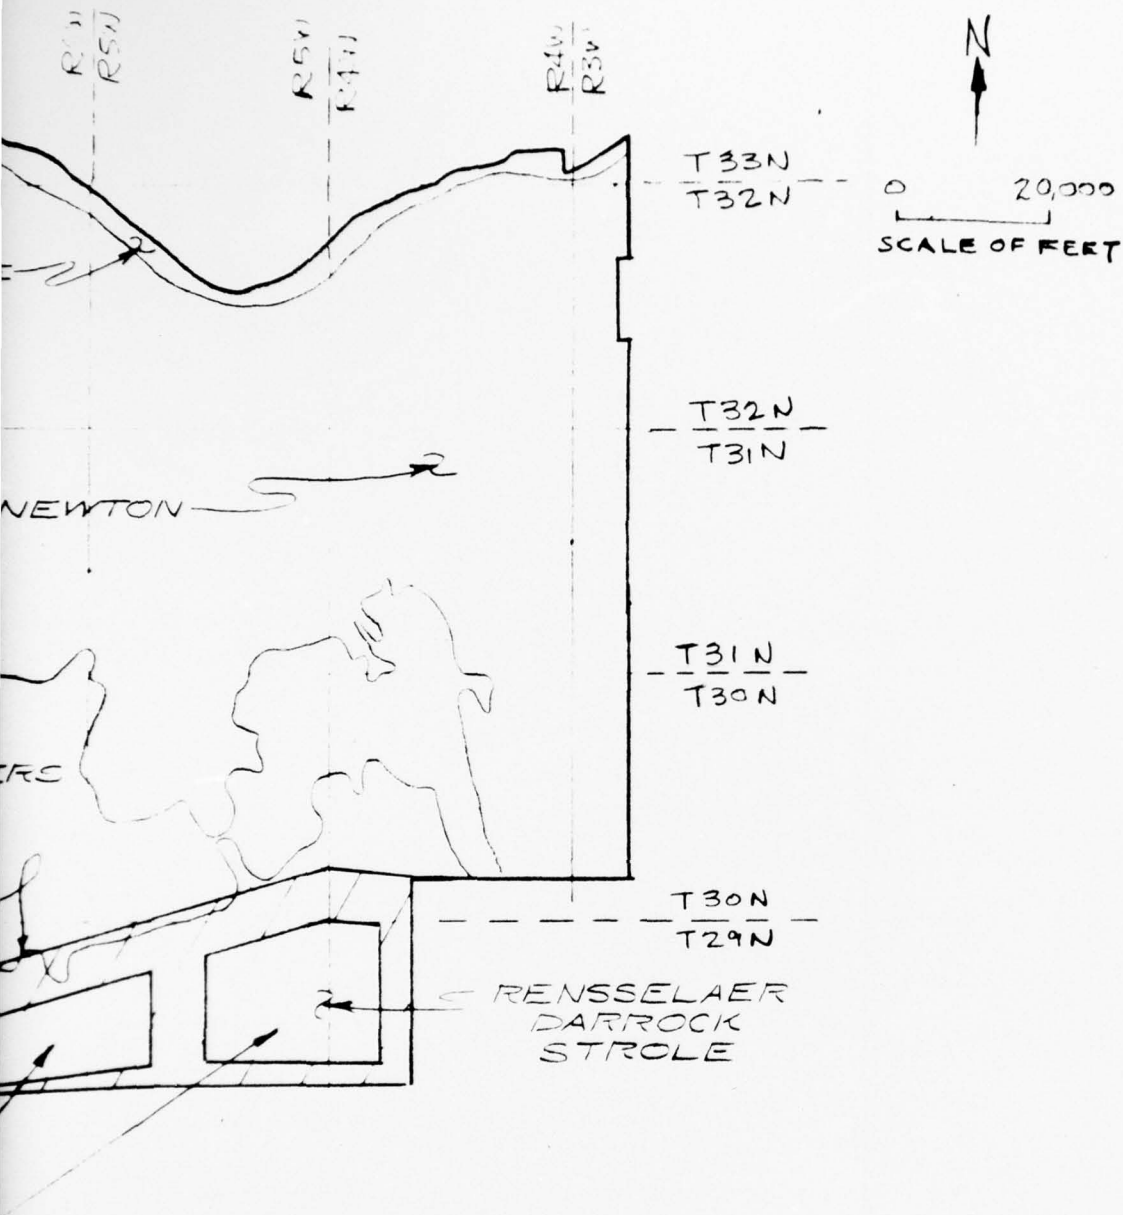 R5W
R5W
R4W
R4W
R3W
N
T33N
T32N
0 20,000
SCALE OF FEET
E
T32N
T31N
NEWTON
T31N
T30N
ERS
T30N
T29N
RENSSELAER
DARROCK
STROLE